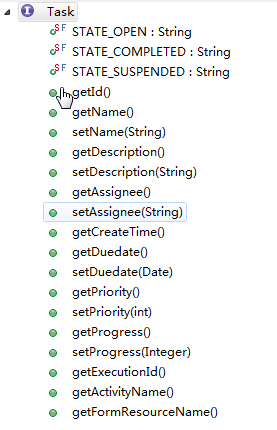 Task
STATE_OPEN : String
STATE_COMPLETED : String
STATE_SUSPENDED : String
getId()
getName()
setName(String)
getDescription()
setDescription(String)
getAssignee()
setAssignee(String)
getCreateTime()
getDuedate()
setDuedate(Date)
getPriority()
setPriority(int)
getProgress()
setProgress(Integer)
getExecutionId()
getActivityName()
getFormResourceName()